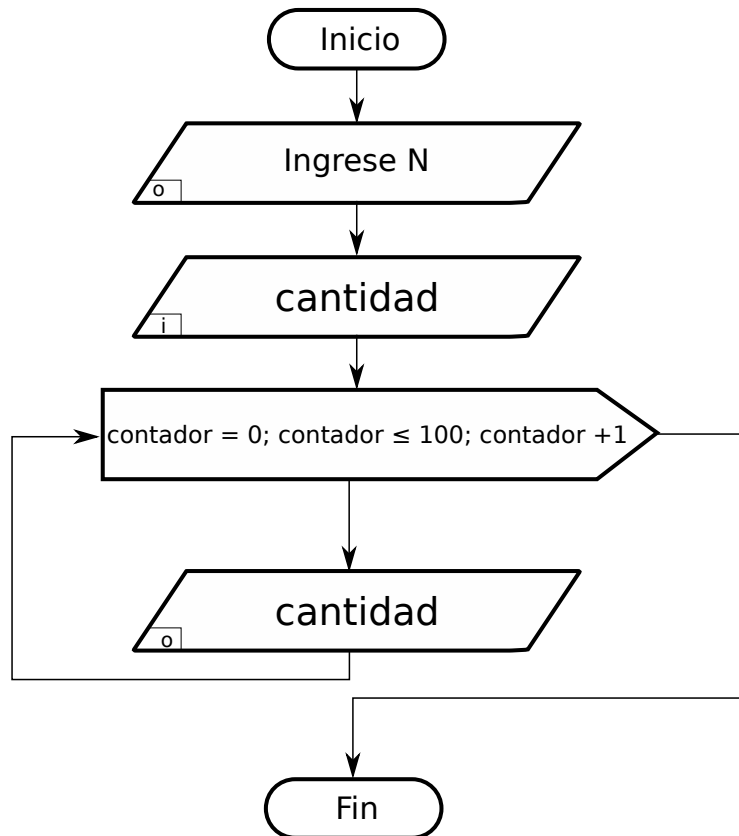 Inicio
Ingrese N
o
cantidad
i
contador = 0; contador ≤ 100; contador +1
cantidad
o
Fin